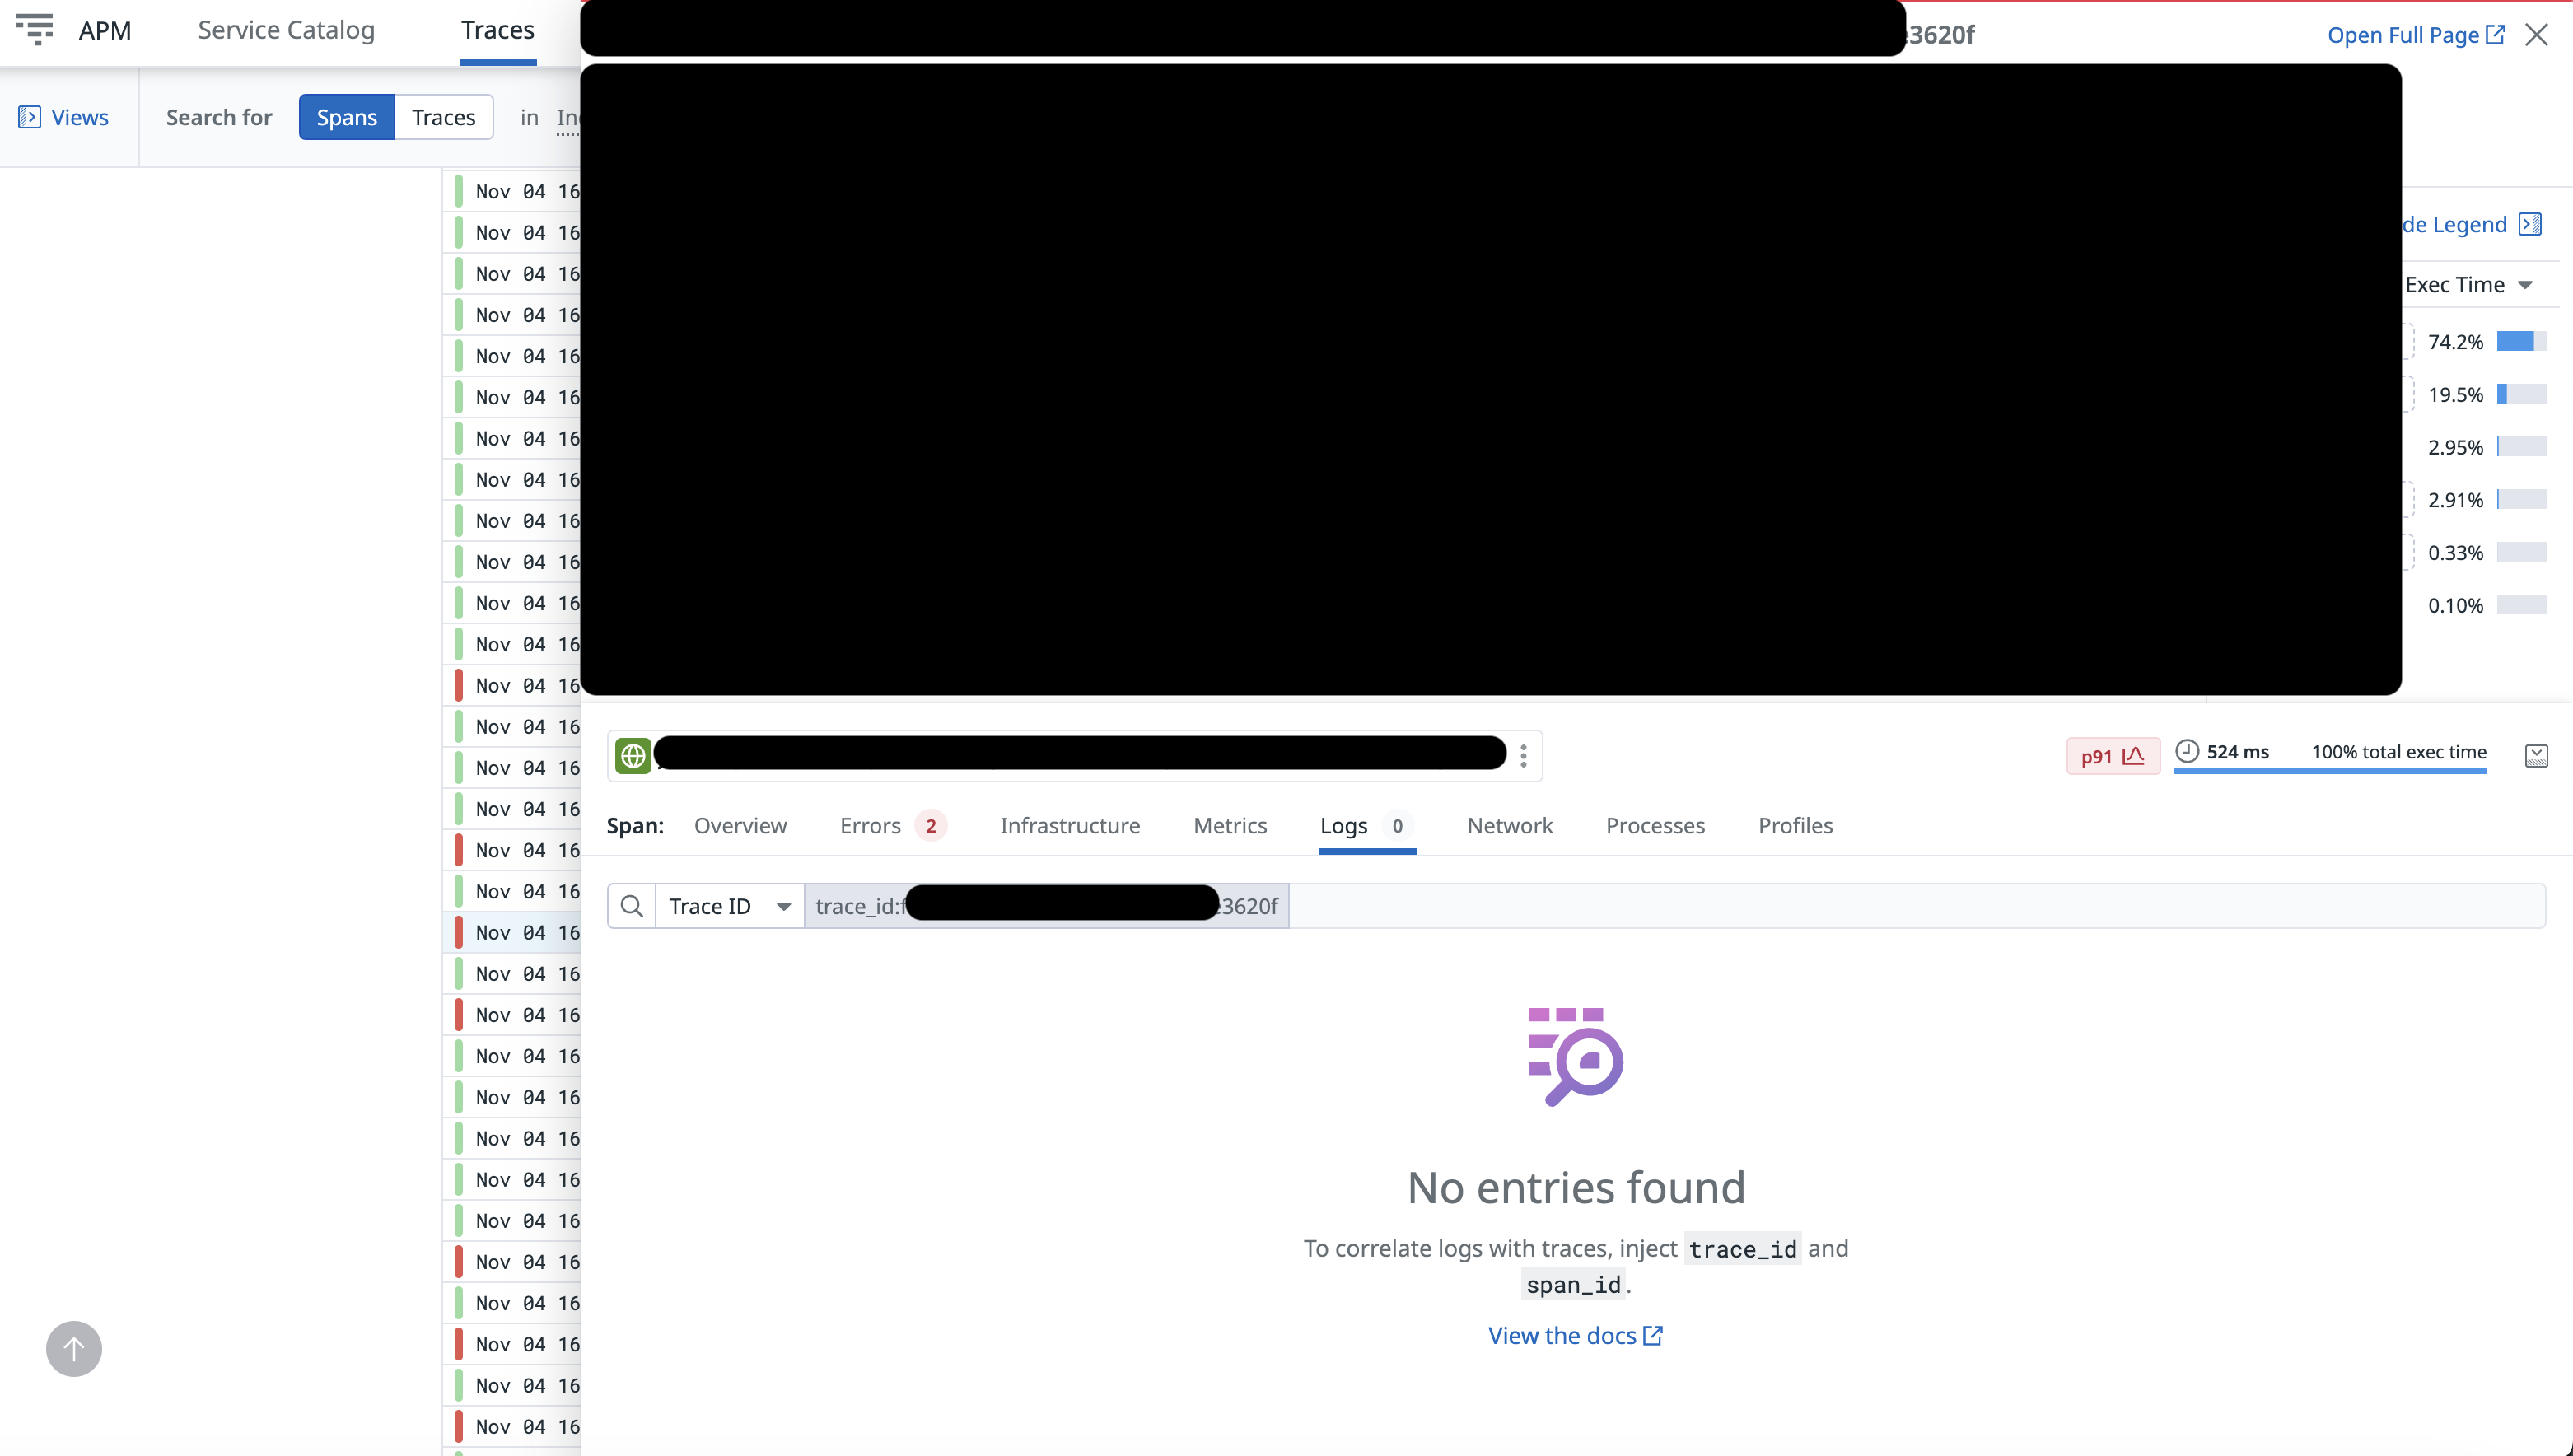 APM Service Catalog Traces
e3620f Open Full Page
Views Search for Spans Traces in
Nov 04 16
Nov 04 16
de Legend
Nov 04 16
Exec Time
Nov 04 16
74.2%
Nov 04 16
19.5%
Nov 04 16
Nov 04 16
2.95%
Nov 04 16
2.91%
Nov 04 16
Nov 04 16
0.33%
Nov 04 16
0.10%
Nov 04 16
Nov 04 16
Nov 04 16
p91 524 ms 100% total exec time
Nov 04 16
Nov 04 16
Span: Overview Errors 2 Infrastructure Metrics Logs 0 Network Processes Profiles
Nov 04 16
Nov 04 16
Trace ID trace_id:f e3620f
Nov 04 16
Nov 04 16
Nov 04 16
Nov 04 16
Nov 04 16
Nov 04 16
Nov 04 16
No entries found
Nov 04 16
To correlate logs with traces, inject trace_id and
Nov 04 16
span_id.
Nov 04 16
View the docs
Nov 04 16
Nov 04 16
Nov 04 16